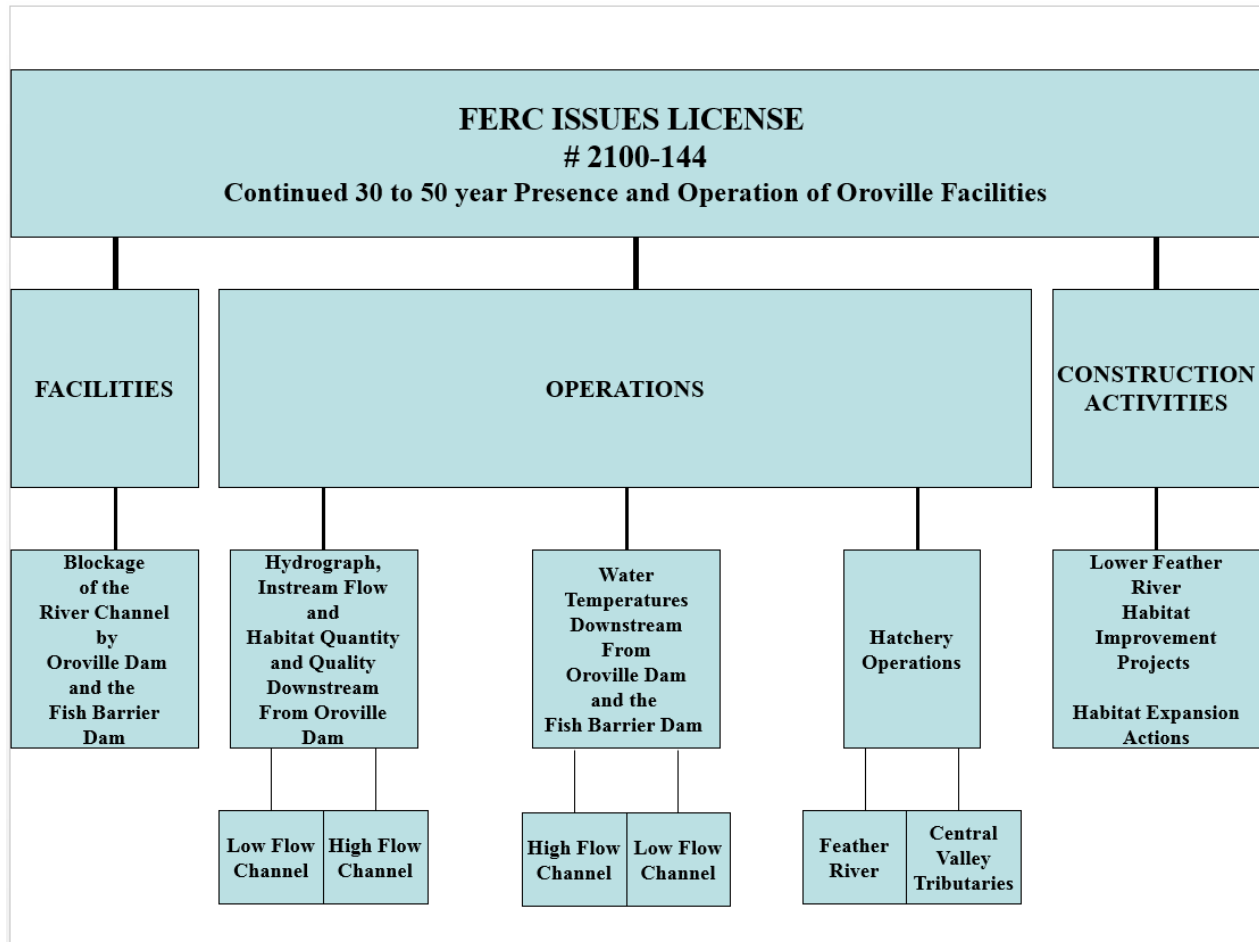 FERC ISSUES LICENSE
# 2100-144
Continued 30 to 50 year Presence and Operation of Oroville Facilities
FACILITIES
OPERATIONS
CONSTRUCTION
ACTIVITIES
Blockage
of the
River Channel
by
Oroville Dam
and the
Fish Barrier
Dam
Hydrograph,
Instream Flow
and
Habitat Quantity
and Quality
Downstream
From Oroville
Dam
Water
Temperatures
Downstream
From
Oroville Dam
and the
Fish Barrier Dam
Hatchery
Operations
Lower Feather
River
Habitat
Improvement
Projects
Habitat Expansion
Actions
Low Flow
Channel
High Flow
Channel
High Flow
Channel
Low Flow
Channel
Feather
River
Central
Valley
Tributaries